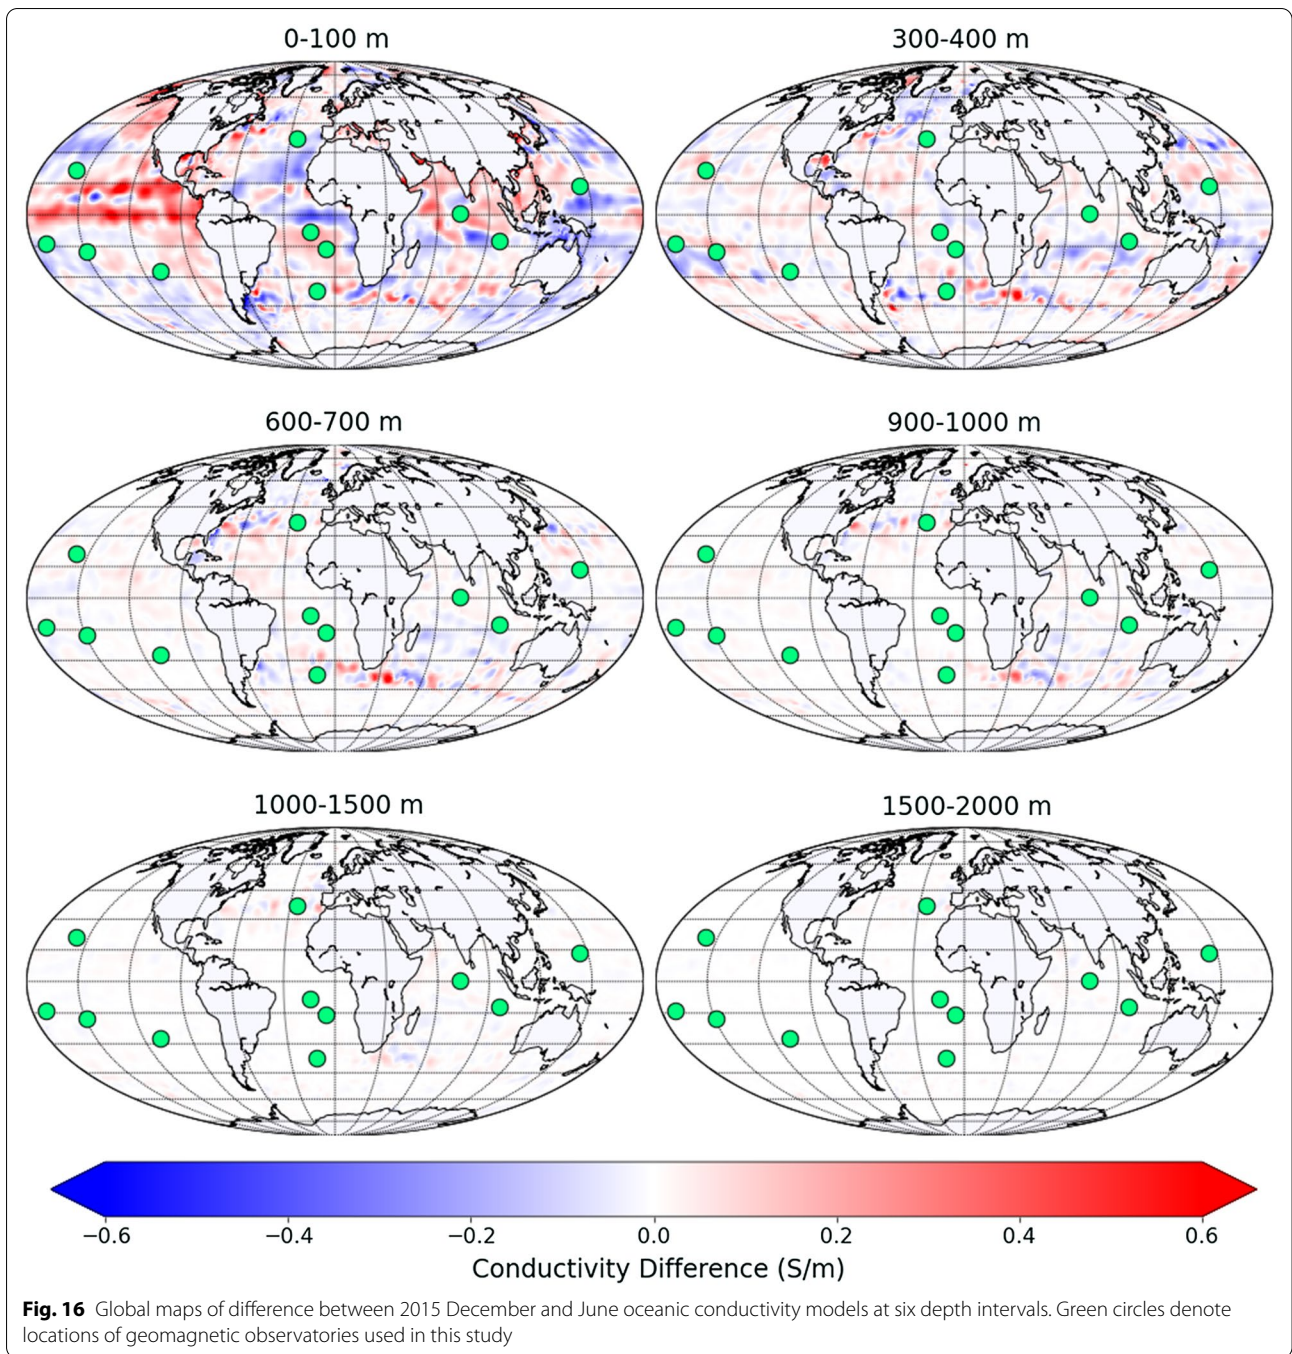 0-100 m
300-400 m
600-700 m
900-1000 m
1000-1500 m
1500-2000 m
−0.6 −0.4 −0.2 0.0 0.2 0.4 0.6
Conductivity Difference (S/m)
Fig. 16 Global maps of difference between 2015 December and June oceanic conductivity models at six depth intervals. Green circles denote
locations of geomagnetic observatories used in this study